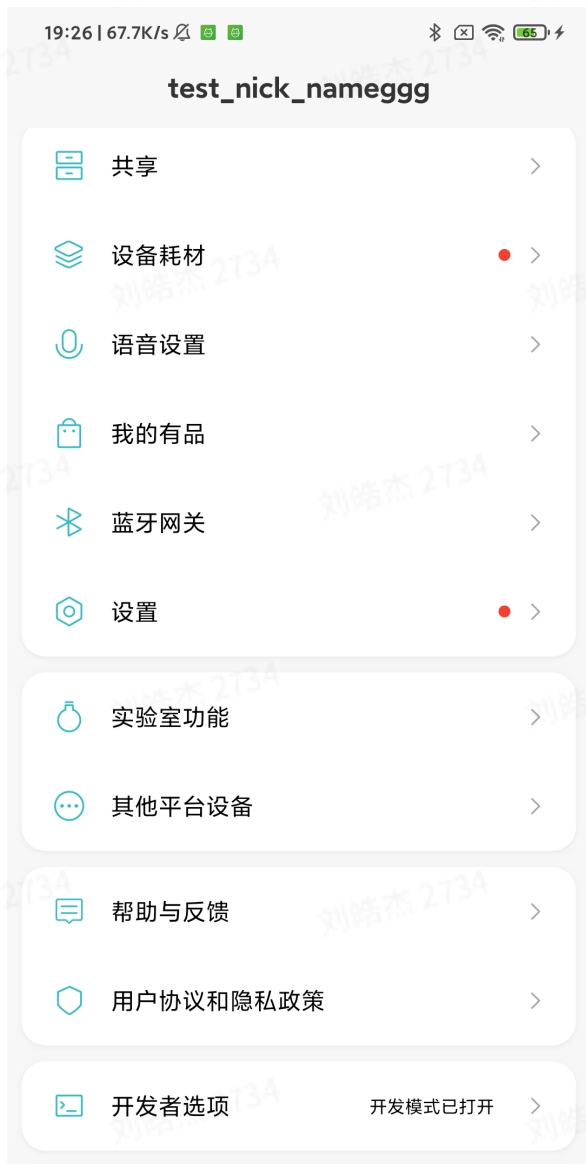 19:26 | 67.7K/s
65
test_nick_nameggg
共享
设备耗材
语音设置
我的有品
蓝牙网关
设置
实验室功能
其他平台设备
帮助与反馈
用户协议和隐私政策
开发者选项 开发模式已打开
刘皓杰 2734